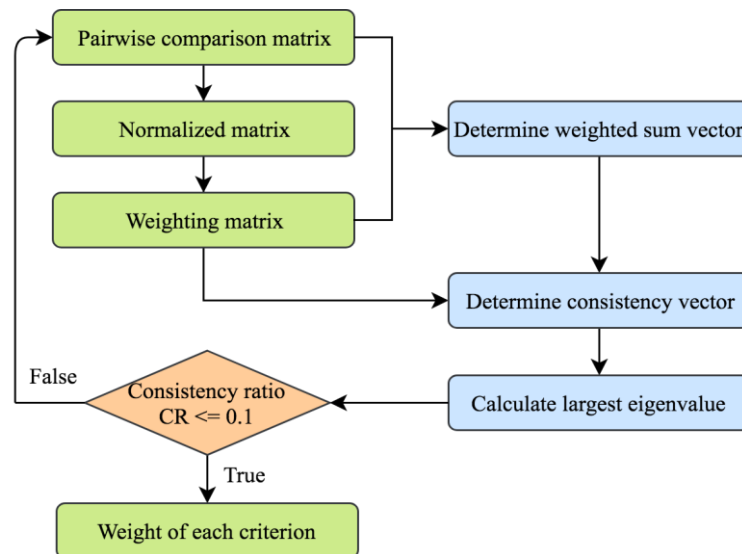 Pairwise comparison matrix
Normalized matrix
Determine weighted sum vector
Weighting matrix
Determine consistency vector
False
Consistency ratio
CR <= 0.1
Calculate largest eigenvalue
True
Weight of each criterion